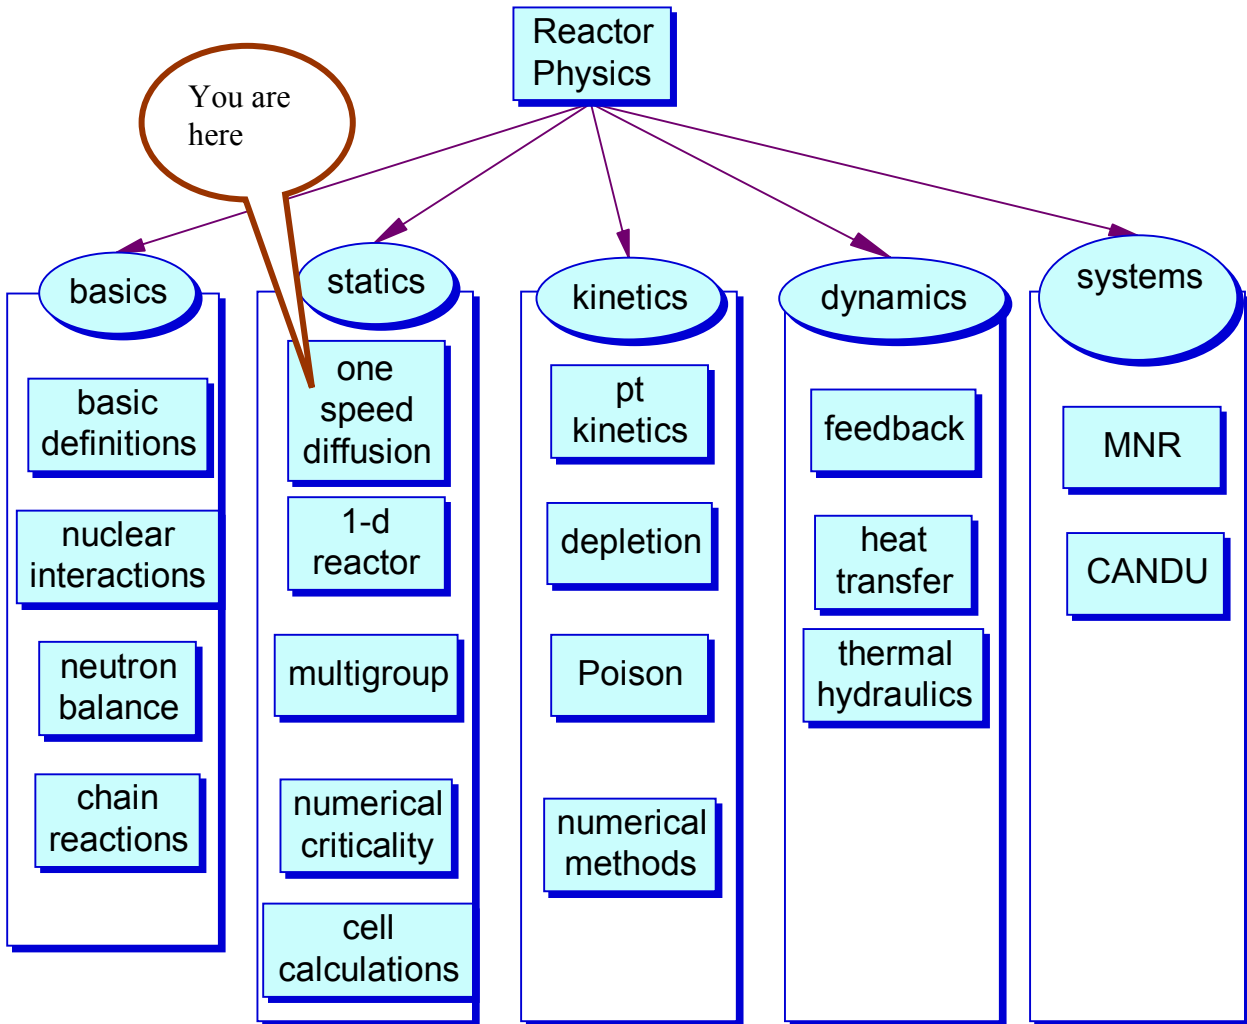 Reactor
Physics
You are
here
basics
basic
definitions
nuclear
interactions
neutron
balance
chain
reactions
statics
one
speed
diffusion
1-d
reactor
multigroup
numerical
criticality
cell
calculations
kinetics
pt
kinetics
depletion
Poison
numerical
methods
dynamics
feedback
heat
transfer
thermal
hydraulics
systems
MNR
CANDU